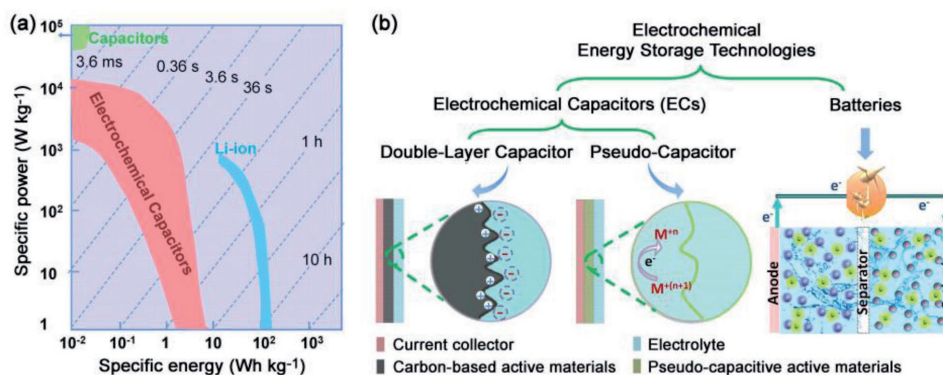 (a)
10⁵
10⁴
10³
10²
10
1
Specific power (W kg⁻¹)
Capacitors
3.6 ms
0.36 s
3.6 s
36 s
1 h
10 h
Electrochemical Capacitors
Li-ion
10⁻²
10⁻¹
1
10
10²
10³
Specific energy (Wh kg⁻¹)
(b)
Electrochemical
Energy Storage Technologies
Electrochemical Capacitors (ECs)
Batteries
Double-Layer Capacitor
Pseudo-Capacitor
M⁺ⁿ
e⁻
M⁺⁽ⁿ⁺¹⁾
e⁻
e⁻
e⁻
e⁻
Anode
Separator
Current collector
Electrolyte
Carbon-based active materials
Pseudo-capacitive active materials